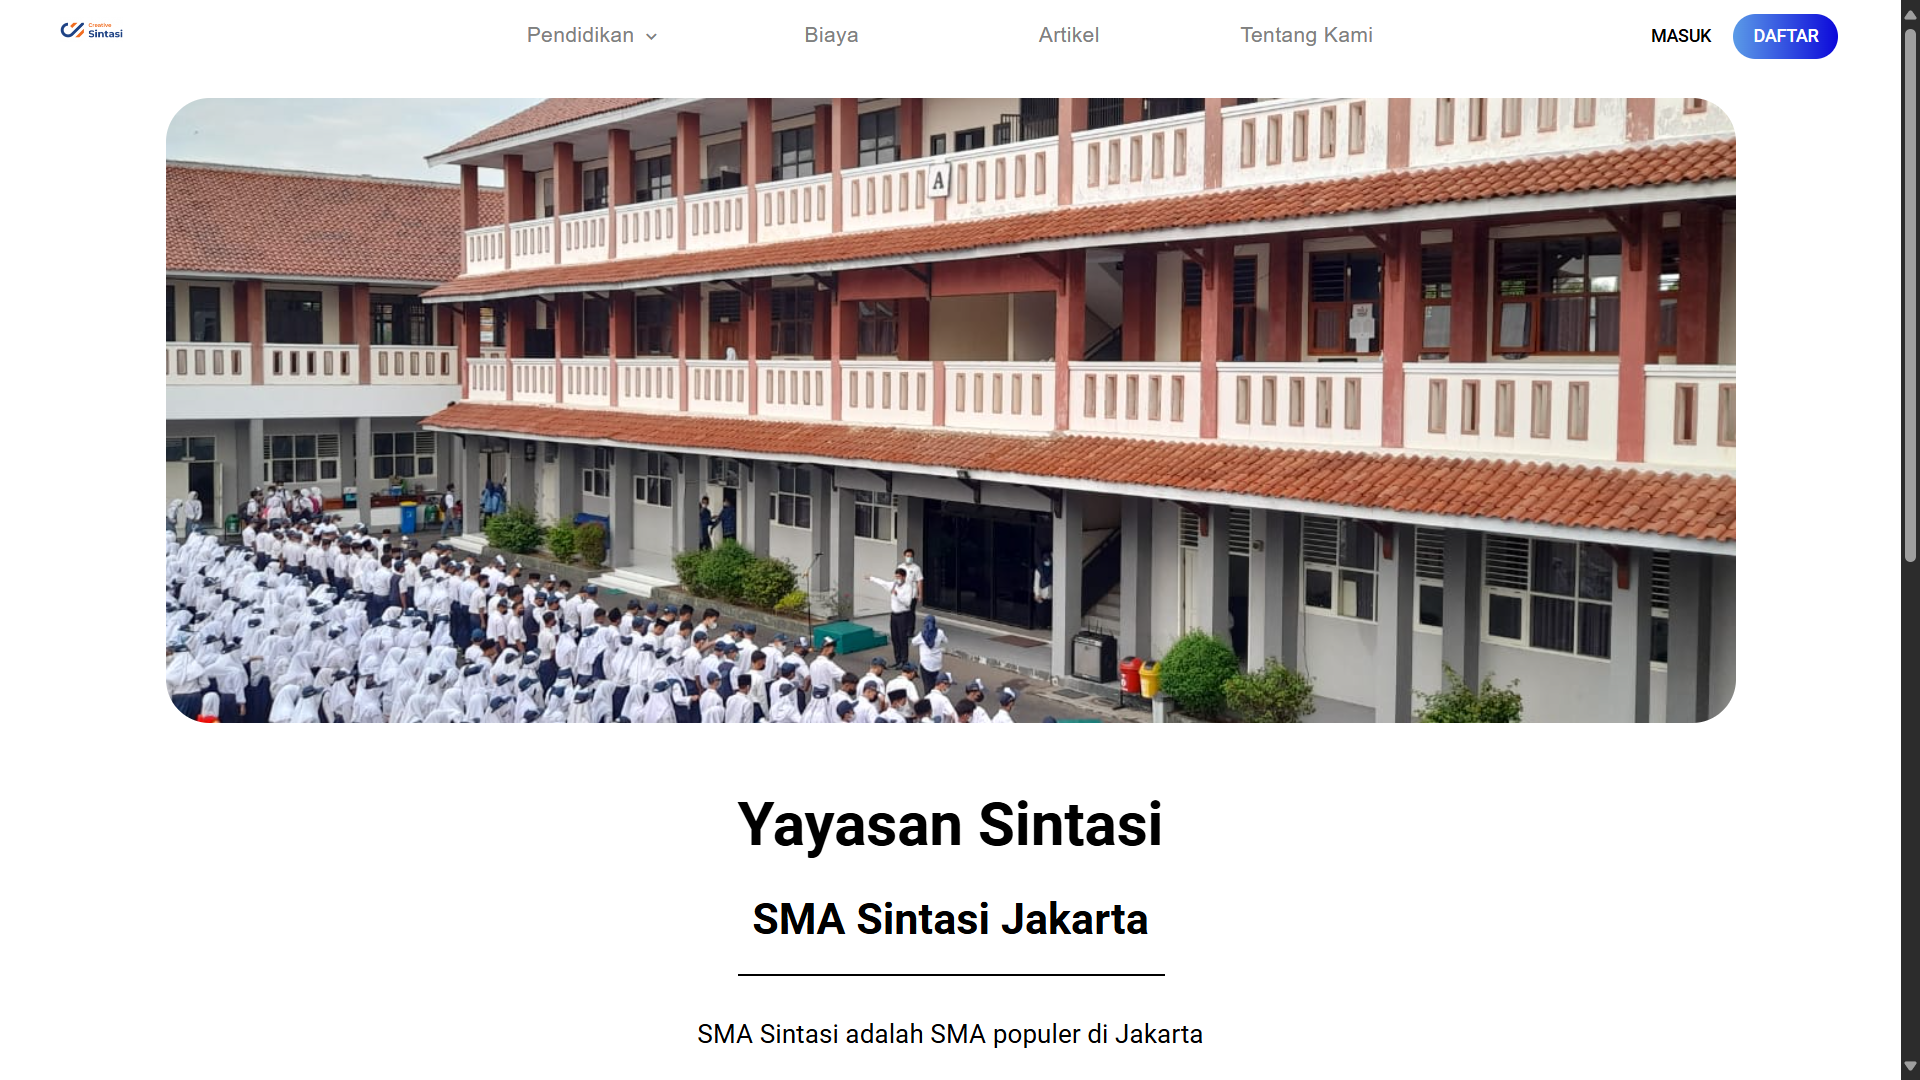 Creative
Sintasi
Pendidikan
Biaya
Artikel
Tentang Kami
MASUK
DAFTAR
A
Yayasan Sintasi
SMA Sintasi Jakarta
SMA Sintasi adalah SMA populer di Jakarta